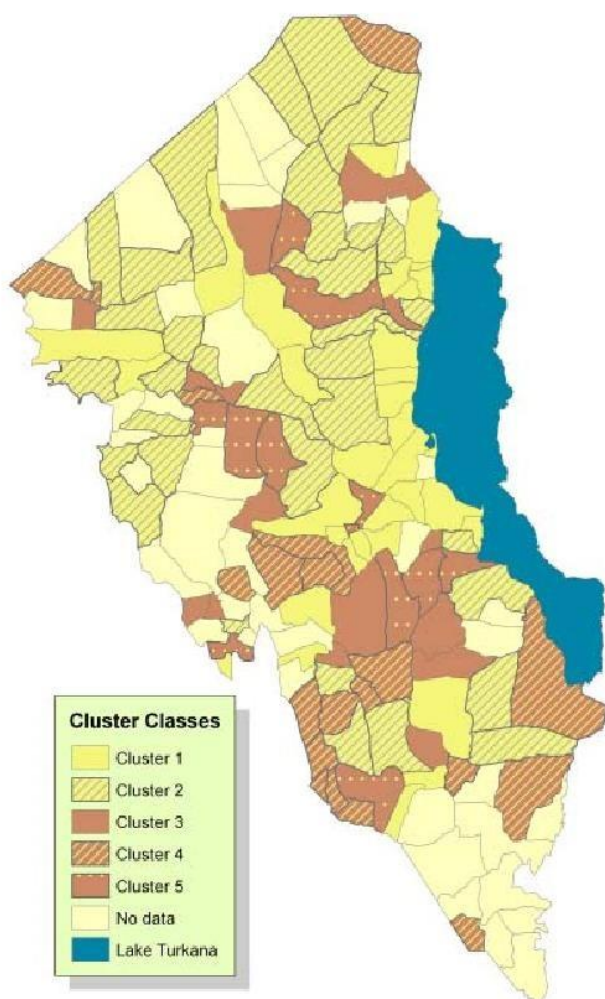 Cluster Classes
Cluster 1
Cluster 2
Cluster 3
Cluster 4
Cluster 5
No data
Lake Turkana